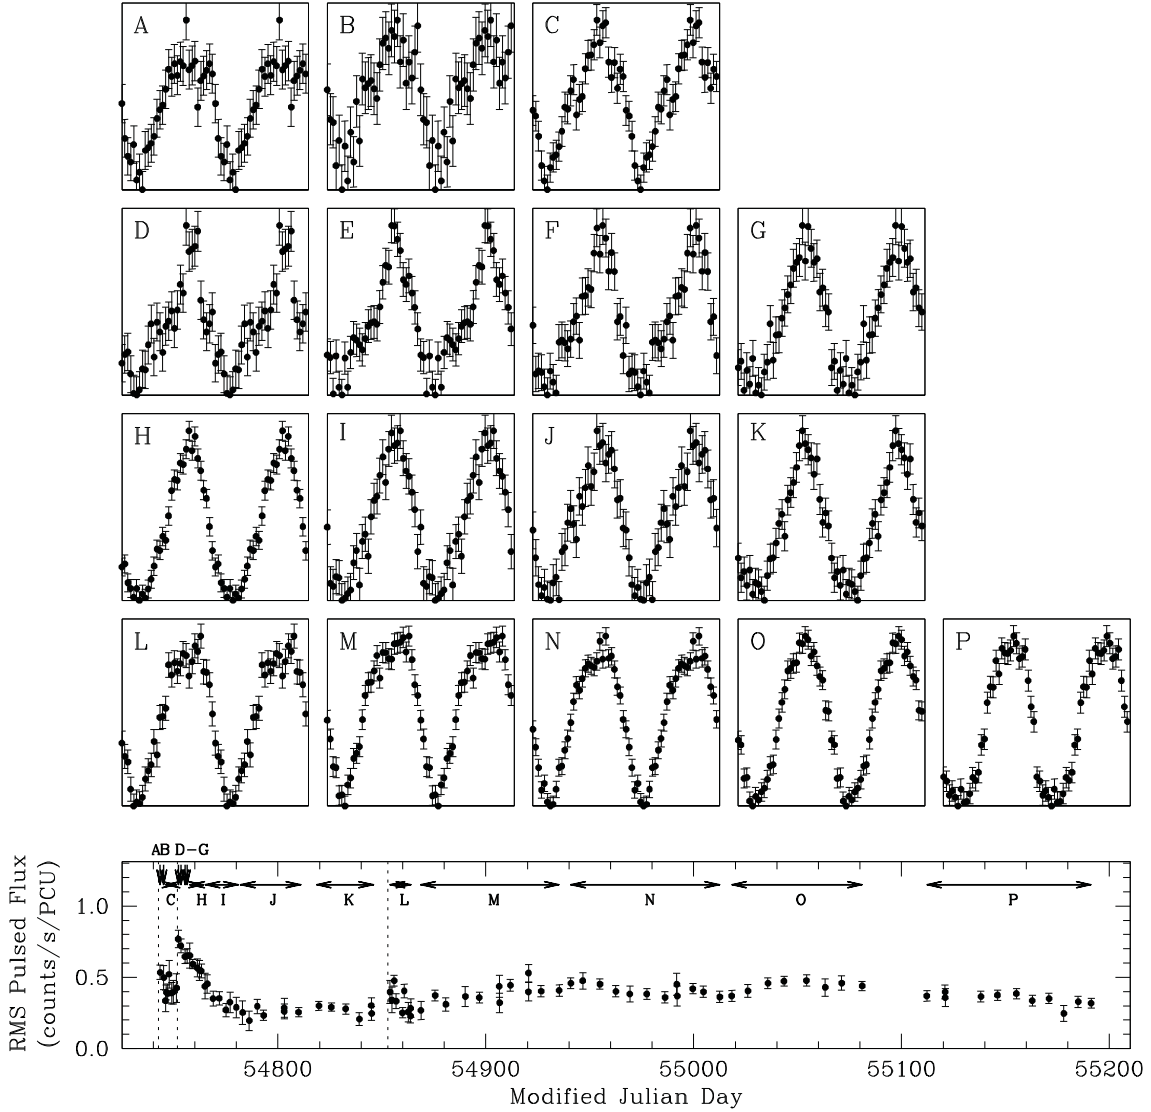 A B C
D E F G
H I J K
L M N O P
AB D-G
C H I J K L M N O P
RMS Pulsed Flux
(counts/s/PCU)
1.0
0.5
0.0
54800 54900 55000 55100 55200
Modified Julian Day